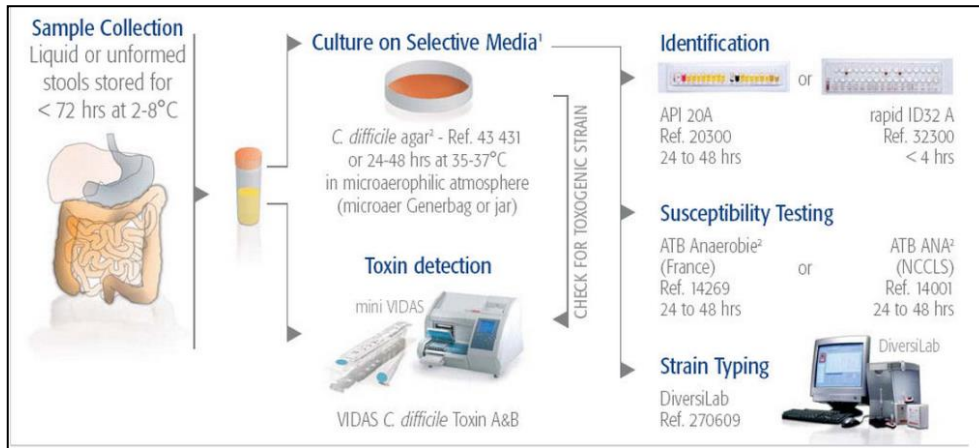 Sample Collection
Liquid or unformed
stools stored for
< 72 hrs at 2-8°C
Culture on Selective Media¹
C. difficile agar² - Ref. 43 431
or 24-48 hrs at 35-37°C
in microaerophilic atmosphere
(microaer Generbag or jar)
CHECK FOR TOXOGENIC STRAIN
Toxin detection
mini VIDAS
VIDAS C. difficile Toxin A&B
Identification
or
API 20A
Ref. 20300
24 to 48 hrs
rapid ID32 A
Ref. 32300
< 4 hrs
Susceptibility Testing
ATB Anaerobie²
(France)
Ref. 14269
24 to 48 hrs
or
ATB ANA²
(NCCLS)
Ref. 14001
24 to 48 hrs
Strain Typing
DiversiLab
Ref. 270609
DiversiLab